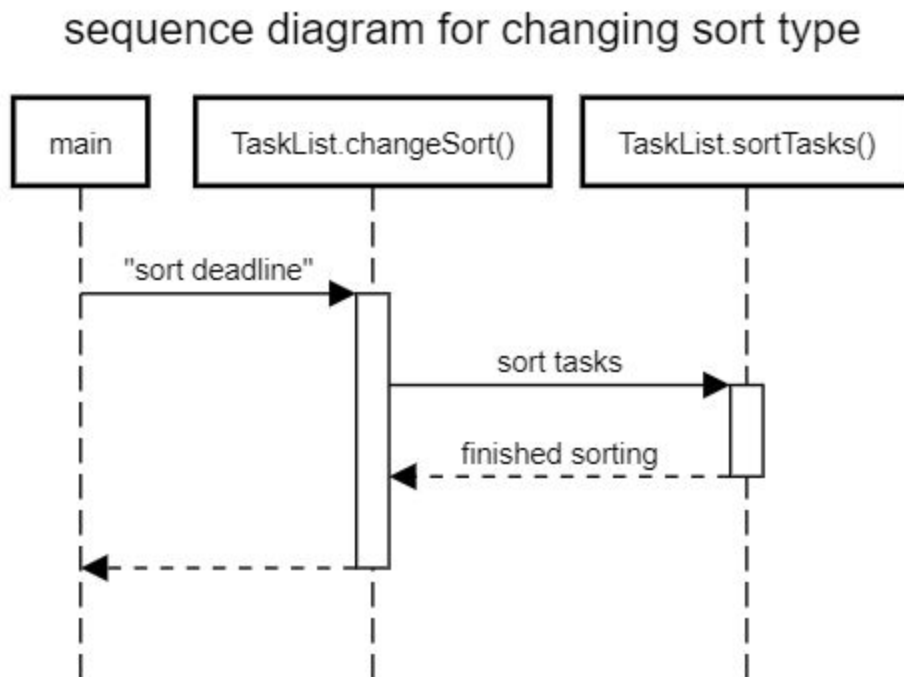 sequence diagram for changing sort type
main
TaskList.changeSort()
TaskList.sortTasks()
"sort deadline"
sort tasks
finished sorting